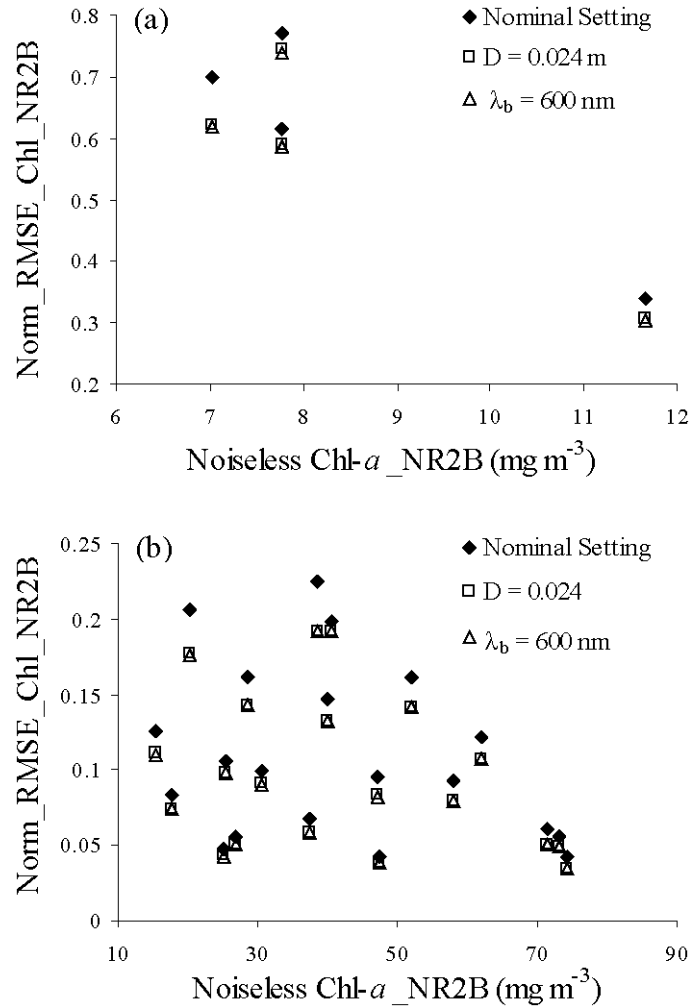 (a)
Nominal Setting
D = 0.024 m
λb = 600 nm
0.8
0.7
0.6
0.5
0.4
0.3
0.2
Norm_RMSE_Chl_NR2B
6 7 8 9 10 11 12
Noiseless Chl-a _NR2B (mg m-3)
(b)
Nominal Setting
D = 0.024
λb = 600 nm
0.25
0.2
0.15
0.1
0.05
0
Norm_RMSE_Chl_NR2B
10 30 50 70 90
Noiseless Chl-a _NR2B (mg m-3)